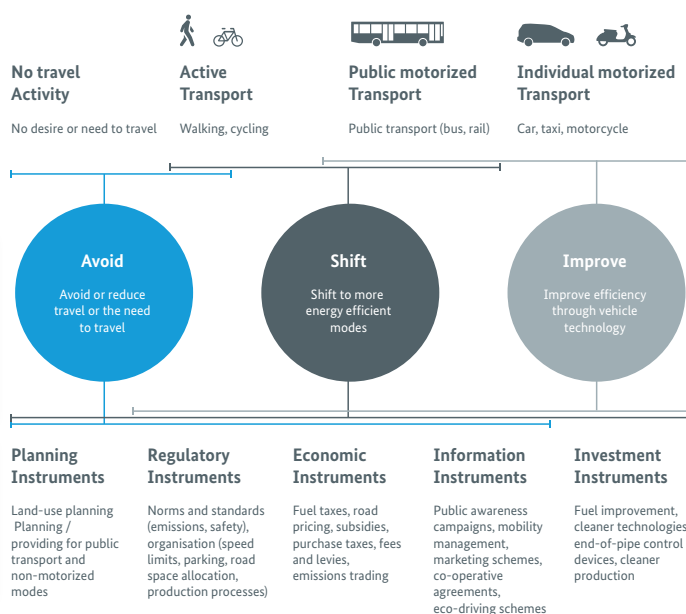 No travel
Activity
No desire or need to travel
Active
Transport
Walking, cycling
Public motorized
Transport
Public transport (bus, rail)
Individual motorized
Transport
Car, taxi, motorcycle
Avoid
Avoid or reduce
travel or the need
to travel
Shift
Shift to more
energy efficient
modes
Improve
Improve efficiency
through vehicle
technology
Planning
Instruments
Land-use planning
Planning /
providing for public
transport and
non-motorized
modes
Regulatory
Instruments
Norms and standards
(emissions, safety),
organisation (speed
limits, parking, road
space allocation,
production processes)
Economic
Instruments
Fuel taxes, road
pricing, subsidies,
purchase taxes, fees
and levies,
emissions trading
Information
Instruments
Public awareness
campaigns, mobility
management,
marketing schemes,
co-operative
agreements,
eco-driving schemes
Investment
Instruments
Fuel improvement,
cleaner technologies
end-of-pipe control
devices, cleaner
production